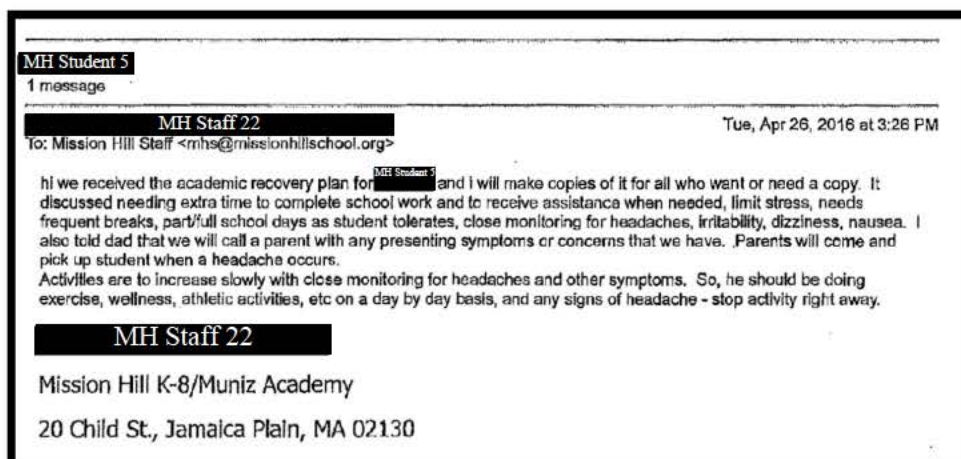 MH Student 5
1 message
MH Staff 22
Tue, Apr 26, 2016 at 3:26 PM
To: Mission Hill Staff <mhs@missionhillschool.org>
hi we received the academic recovery plan for MH Student 5 and i will make copies of it for all who want or need a copy. It
discussed needing extra time to complete school work and to receive assistance when needed, limit stress, needs
frequent breaks, part/full school days as student tolerates, close monitoring for headaches, irritability, dizziness, nausea. I
also told dad that we will call a parent with any presenting symptoms or concerns that we have. Parents will come and
pick up student when a headache occurs.
Activities are to increase slowly with close monitoring for headaches and other symptoms. So, he should be doing
exercise, wellness, athletic activities, etc on a day by day basis, and any signs of headache - stop activity right away.
MH Staff 22
Mission Hill K-8/Muniz Academy
20 Child St., Jamaica Plain, MA 02130